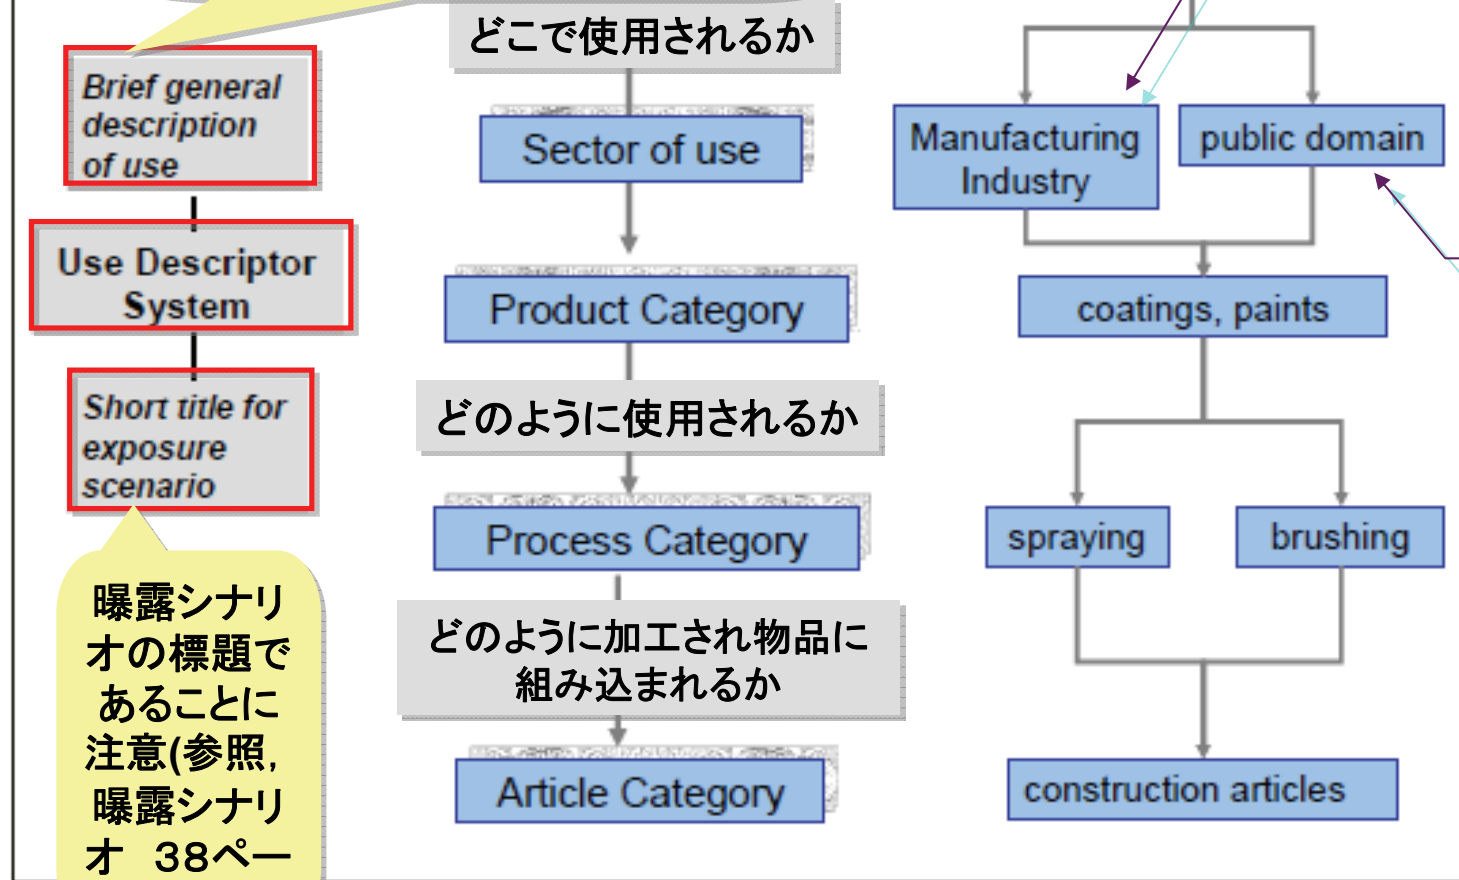 Brief general
description
of use
Use Descriptor
System
Short title for
exposure
scenario
曝露シナリ
オの標題で
あることに
注意(参照,
曝露シナリ
オ　38ペー
どこで使用されるか
Sector of use
Product Category
どのように使用されるか
Process Category
どのように加工され物品に
組み込まれるか
Article Category
Manufacturing
Industry
public domain
coatings, paints
spraying
brushing
construction articles